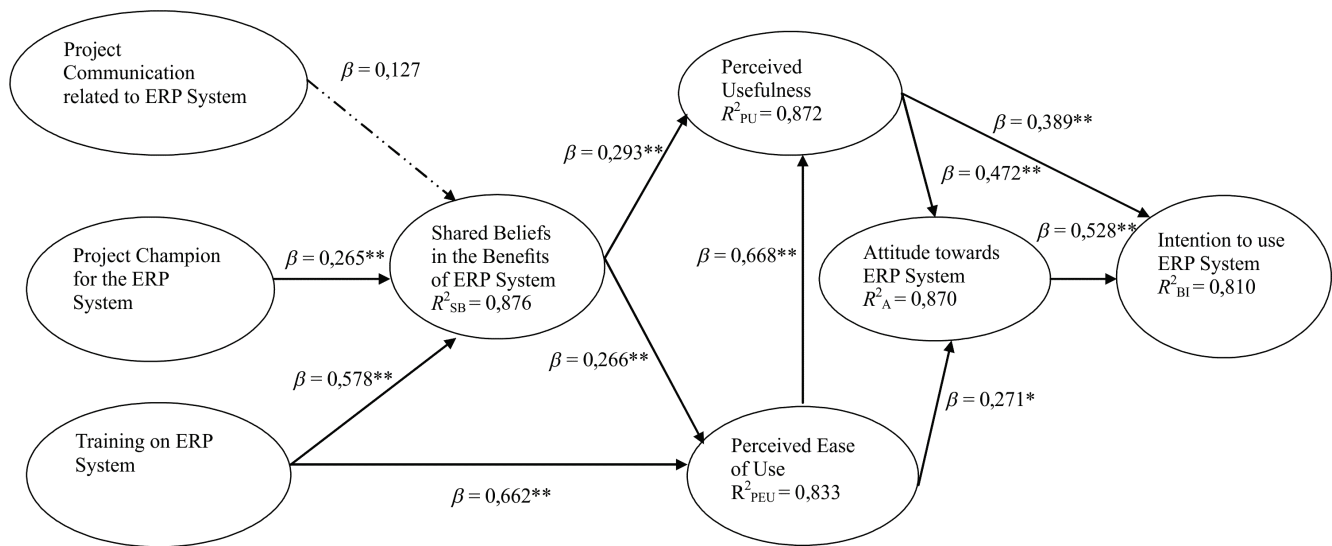 Project
Communication
related to ERP System
β = 0,127
Project Champion
for the ERP
System
β = 0,265**
Training on ERP
System
β = 0,578**
β = 0,662**
Shared Beliefs
in the Benefits
of ERP System
R²SB = 0,876
β = 0,293**
β = 0,266**
Perceived
Usefulness
R²PU = 0,872
β = 0,668**
Perceived Ease
of Use
R²PEU = 0,833
β = 0,389**
β = 0,472**
β = 0,271*
Attitude towards
ERP System
R²A = 0,870
β = 0,528**
Intention to use
ERP System
R²BI = 0,810